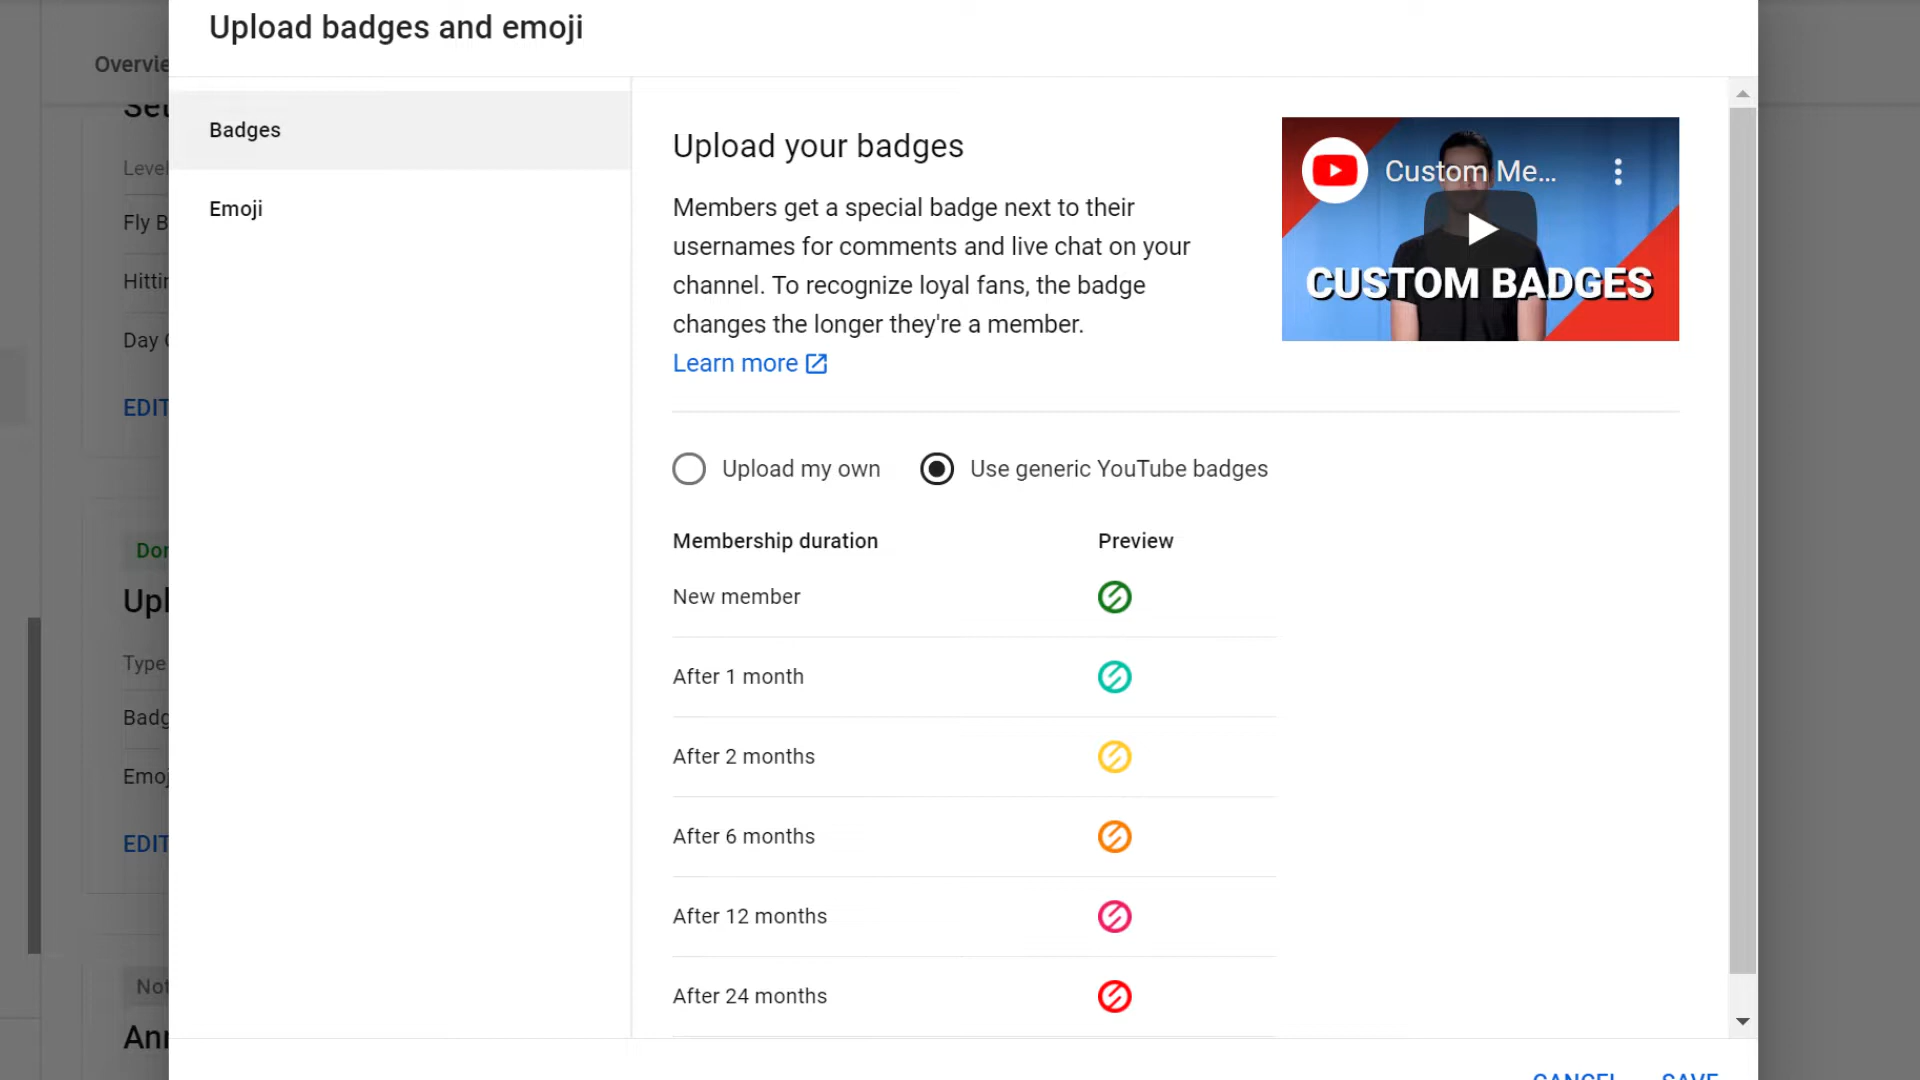 Upload badges and emoji
Overvie
Badges
Emoji
Level
Fly B
Hittin
Day
EDIT
Upl
Type
Badg
Emoj
EDIT
Not
Upload your badges
Members get a special badge next to their
usernames for comments and live chat on your
channel. To recognize loyal fans, the badge
changes the longer they're a member.
Learn more
Custom Me...
CUSTOM BADGES
Upload my own
Use generic YouTube badges
Membership duration Preview
New member
After 1 month
After 2 months
After 6 months
After 12 months
After 24 months
CANCEL SAVE